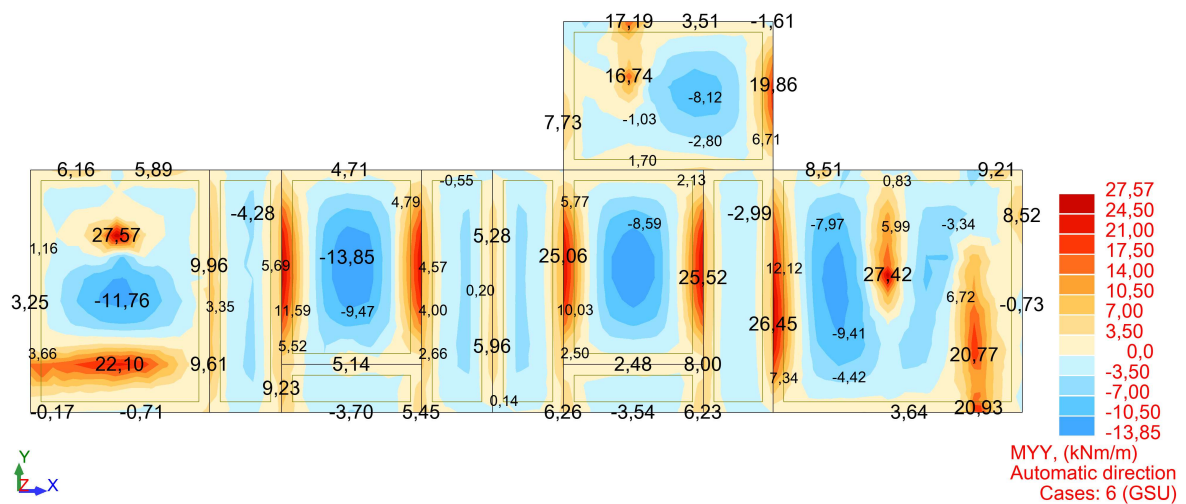 17,19 3,51 -1,61
16,74 19,86
-8,12
7,73 -1,03
-2,80 6,71
1,70
6,16 5,89 4,71 8,51 9,21
-0,55 2,13 0,83
4,79 5,77
-4,28 -8,59 -2,99 -7,97 5,99 -3,34 8,52
27,57 5,28
1,16 -13,85 25,06
9,96 5,69 4,57 25,52 12,12 27,42
3,25 -11,76 0,20 6,72 -0,73
3,35 11,59 -9,47 4,00 10,03
26,45 -9,41
5,52 5,96
3,66 2,66 2,50 20,77
22,10 9,61 5,14 2,48 8,00
7,34 -4,42
9,23
0,14
-0,17 -0,71 -3,70 5,45 6,26 -3,54 6,23 3,64 20,93
27,57
24,50
21,00
17,50
14,00
10,50
7,00
3,50
0,0
-3,50
-7,00
-10,50
-13,85
MYY, (kNm/m)
Automatic direction
Cases: 6 (GSU)
Y
Z X